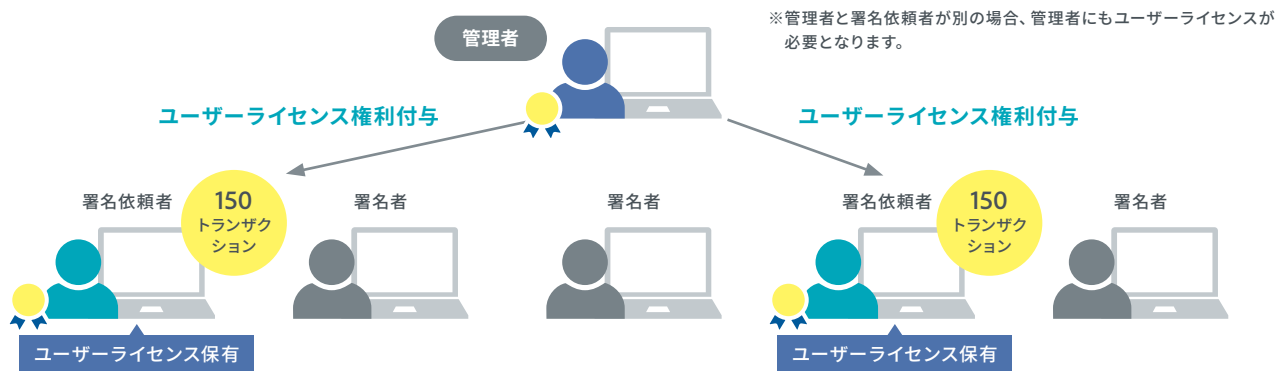 ※管理者と署名依頼者が別の場合、管理者にもユーザーライセンスが
必要となります。
管理者
ユーザーライセンス権利付与
ユーザーライセンス権利付与
署名依頼者
150
トランザク
ション
署名者
署名者
署名依頼者
150
トランザク
ション
署名者
ユーザーライセンス保有
ユーザーライセンス保有